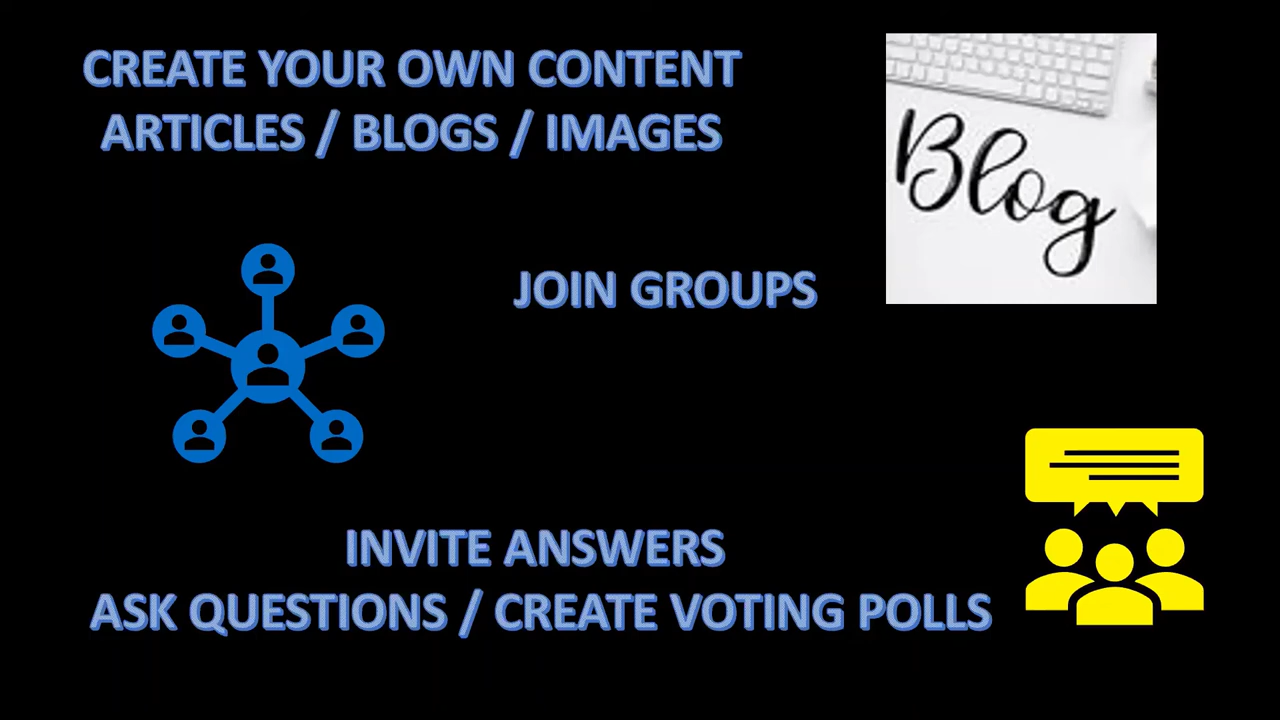 CREATE YOUR OWN CONTENT
ARTICLES / BLOGS / IMAGES
Blog
JOIN GROUPS
INVITE ANSWERS
ASK QUESTIONS / CREATE VOTING POLLS